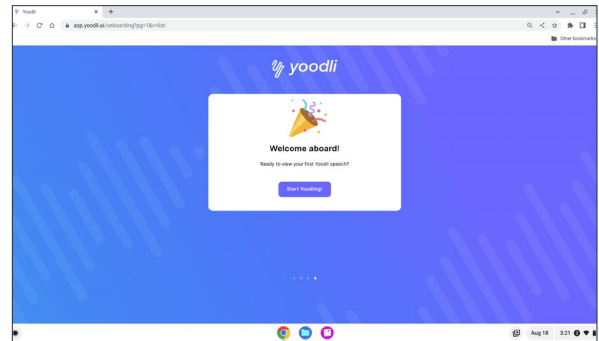 Yoodli
app.yoodli.ai/onboarding?pg=1&v=list
Other bookmarks
yoodli
Welcome aboard!
Ready to view your first Yoodli speech?
Start Yoodling!
Aug 18 3:21